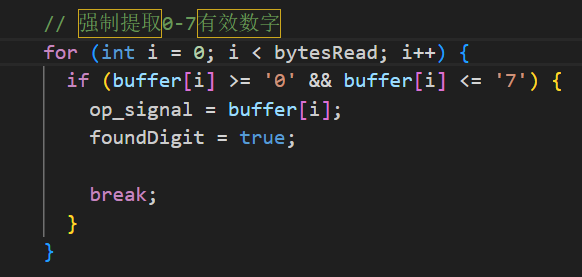 // 强制提取0-7有效数字
for (int i = 0; i < bytesRead; i++) {
if (buffer[i] >= '0' && buffer[i] <= '7') {
op_signal = buffer[i];
foundDigit = true;
break;
}
}